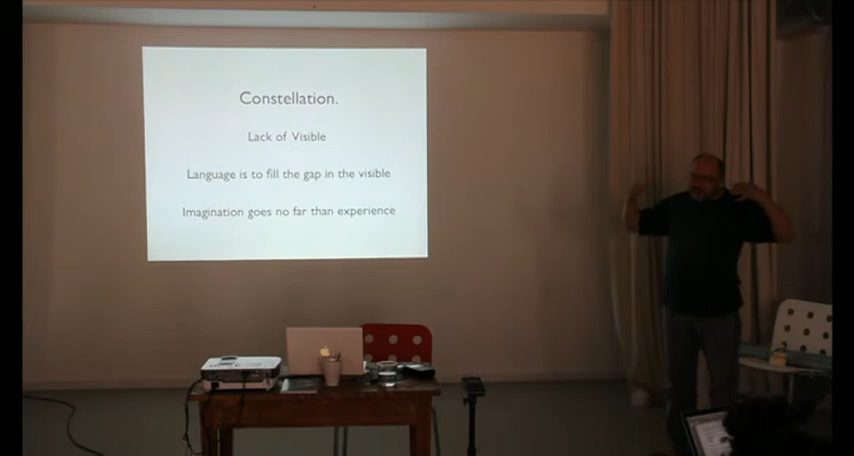 Constellation.
Lack of Visible
Language is to fill the gap in the visible
Imagination goes no far than experience